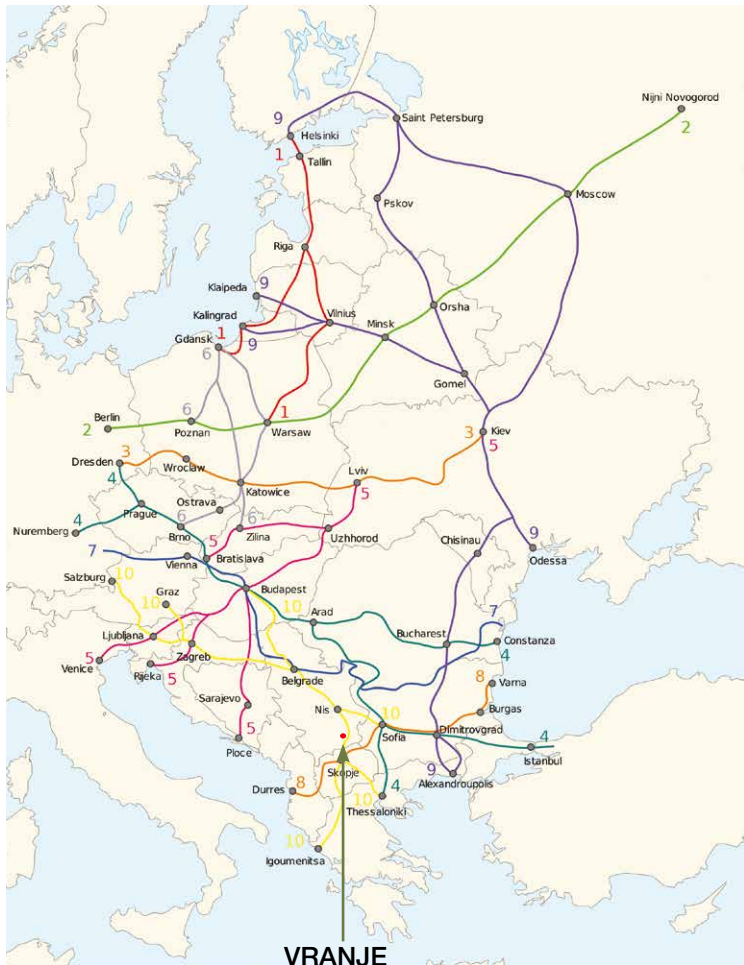 Nijni Novogorod
2
9
Saint Petersburg
Helsinki
1
Tallin
Moscow
Pskov
Riga
Klaipeda
9
Orsha
Kalingrad
Vilnius
Minsk
1
Gdansk
6
9
Gomel
6
Berlin
2
Poznan
1
Warsaw
3
Kiev
5
Dresden
3
Wroclaw
Lviv
5
4
Katowice
Ostrava
4
Prague
6
6
Nuremberg
Brno
5
Zilina
Uzhhorod
Chisinau
9
Odessa
7
Vienna
Bratislava
Salzburg
10
Graz
10
Budapest
10
Arad
7
Ljubljana
Bucharest
Constanza
4
Venice
5
Zagreb
Rijeka
5
Belgrade
8
Varna
Sarajevo
Nis
10
Burgas
5
Ploce
Sofia
Dimitrovgrad
4
Istanbul
Skopje
9
Alexandroupolis
Durres
8
10
4
Thessaloniki
10
Igoumenitsa
VRANJE